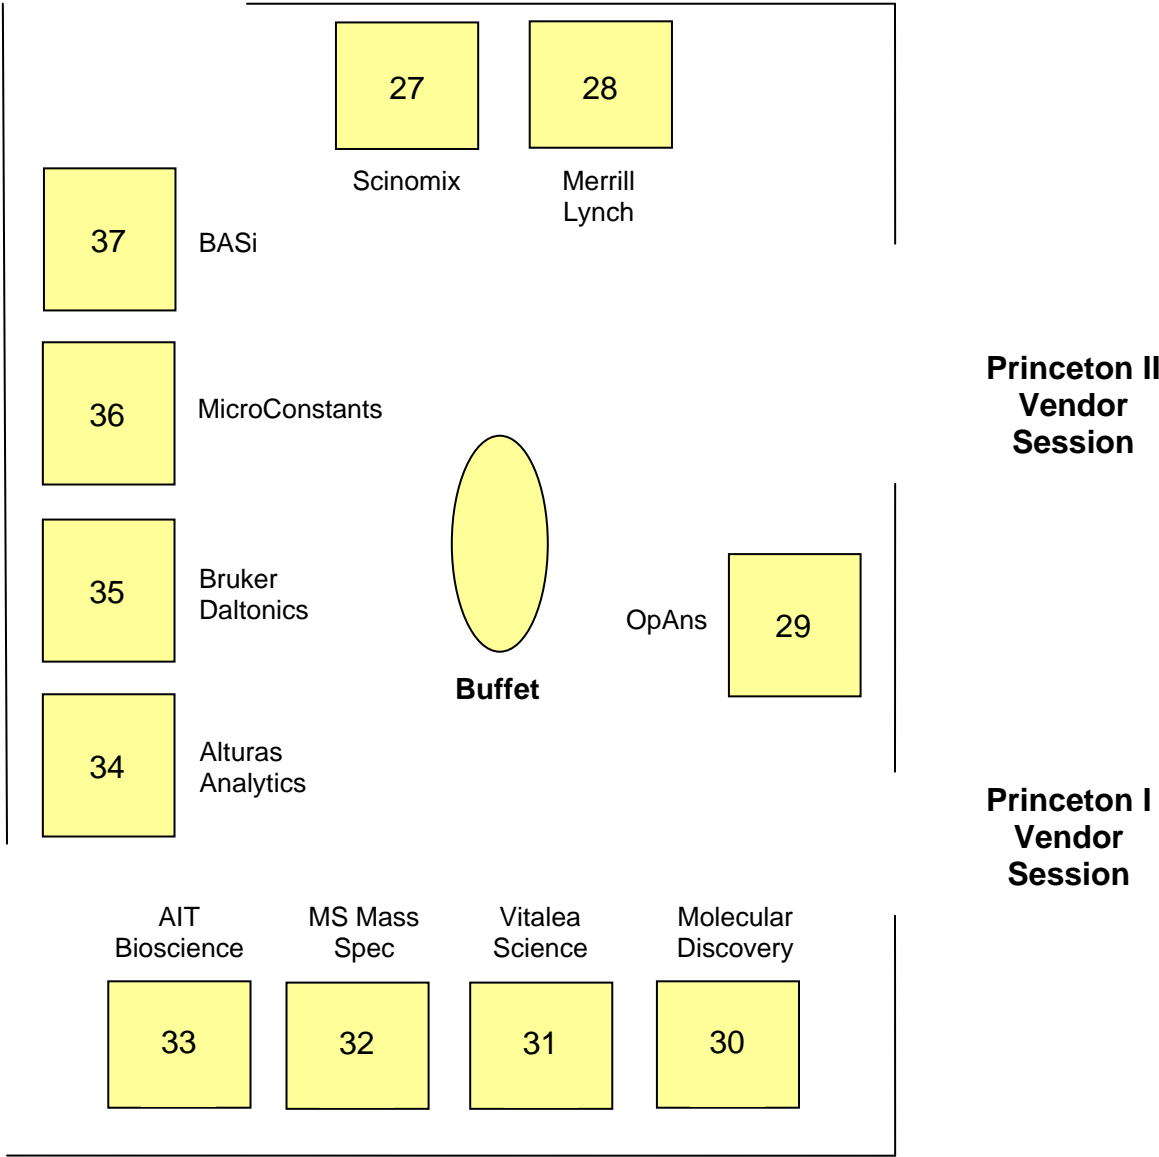 27
28
Scinomix
Merrill
Lynch
37
BASi
36
MicroConstants
Princeton II
Vendor
Session
35
Bruker
Daltonics
Buffet
OpAns
29
34
Alturas
Analytics
Princeton I
Vendor
Session
AIT
Bioscience
MS Mass
Spec
Vitalea
Science
Molecular
Discovery
33
32
31
30